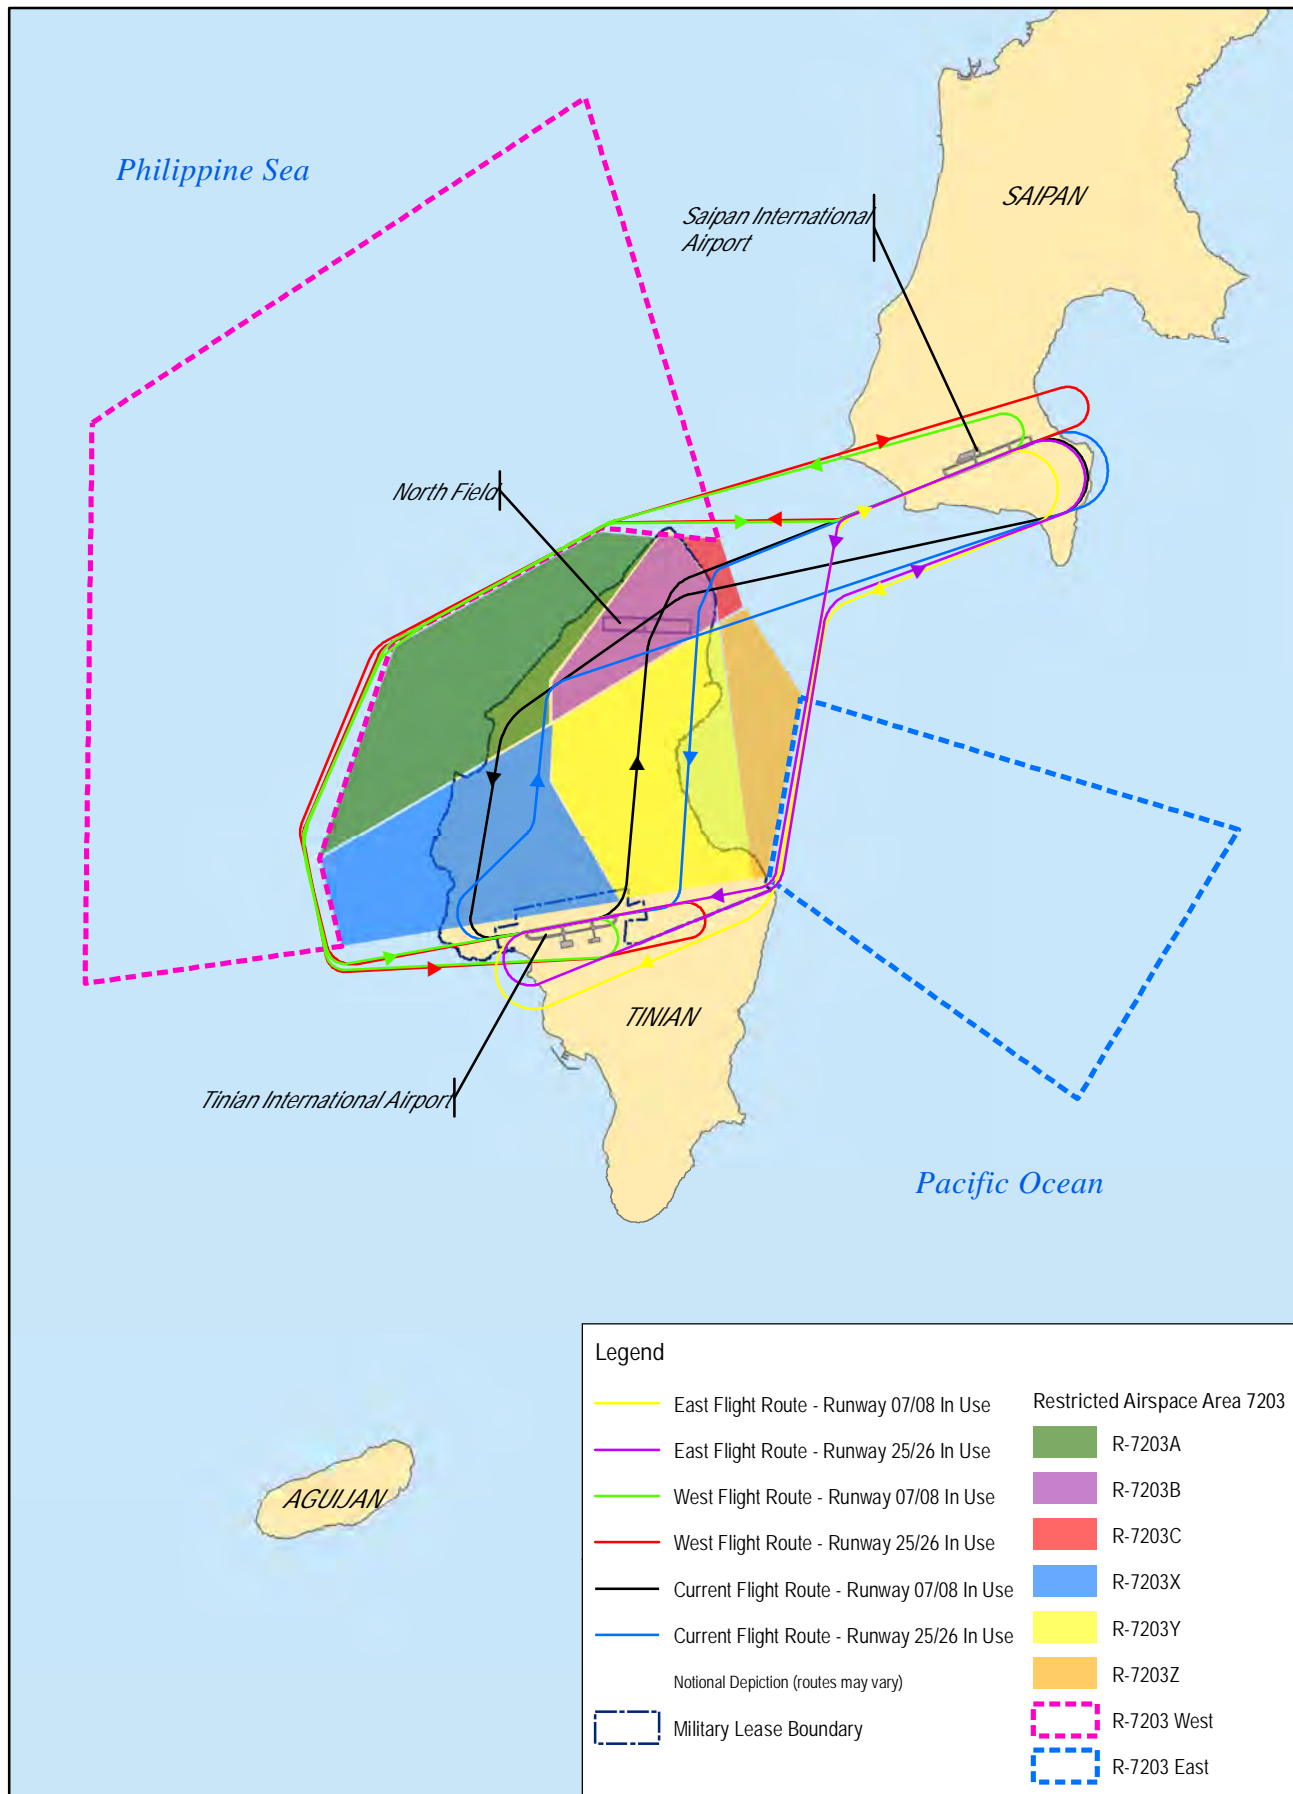 Philippine Sea
SAIPAN
Saipan International
Airport
North Field
TINIAN
Tinian International Airport
Pacific Ocean
AGUIJAN
Legend
East Flight Route - Runway 07/08 In Use
East Flight Route - Runway 25/26 In Use
West Flight Route - Runway 07/08 In Use
West Flight Route - Runway 25/26 In Use
Current Flight Route - Runway 07/08 In Use
Current Flight Route - Runway 25/26 In Use
Notional Depiction (routes may vary)
Military Lease Boundary
Restricted Airspace Area 7203
R-7203A
R-7203B
R-7203C
R-7203X
R-7203Y
R-7203Z
R-7203 West
R-7203 East